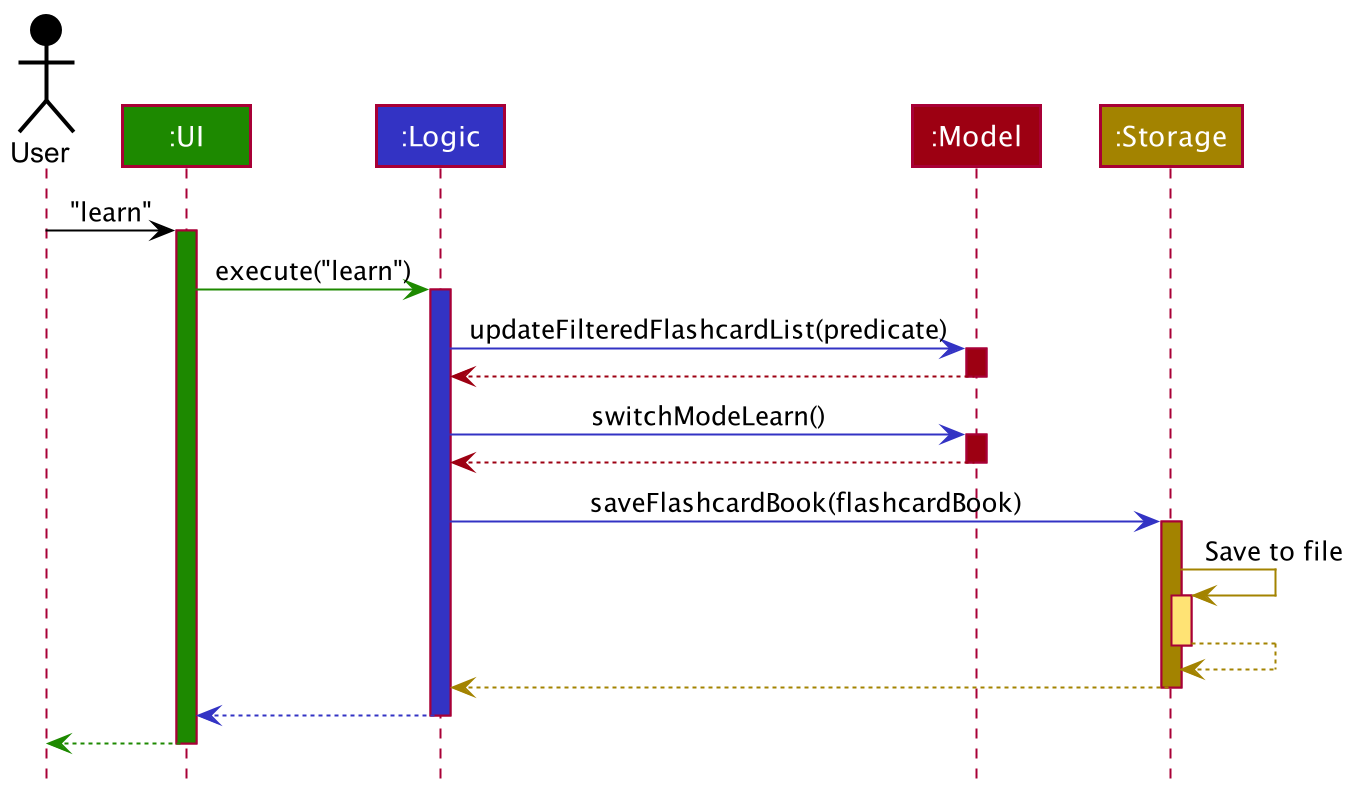 User
:UI
:Logic
:Model
:Storage
"learn"
execute("learn")
updateFilteredFlashcardList(predicate)
switchModeLearn()
saveFlashcardBook(flashcardBook)
Save to file